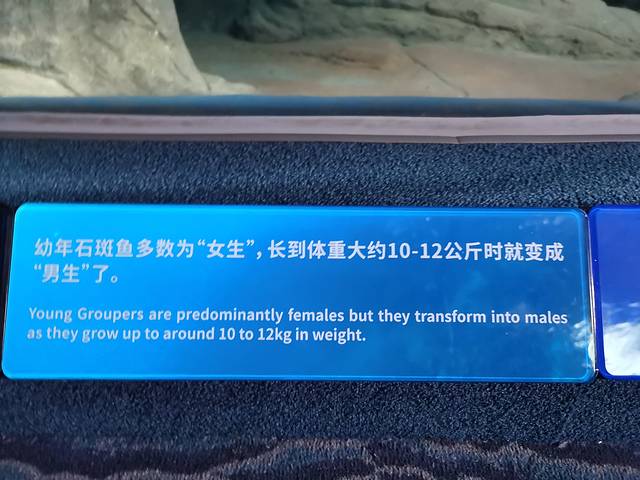 幼年石斑鱼多数为“女生”，长到体重大约10-12公斤时就变成
“男生”了。
Young Groupers are predominantly females but they transform into males
as they grow up to around 10 to 12kg in weight.